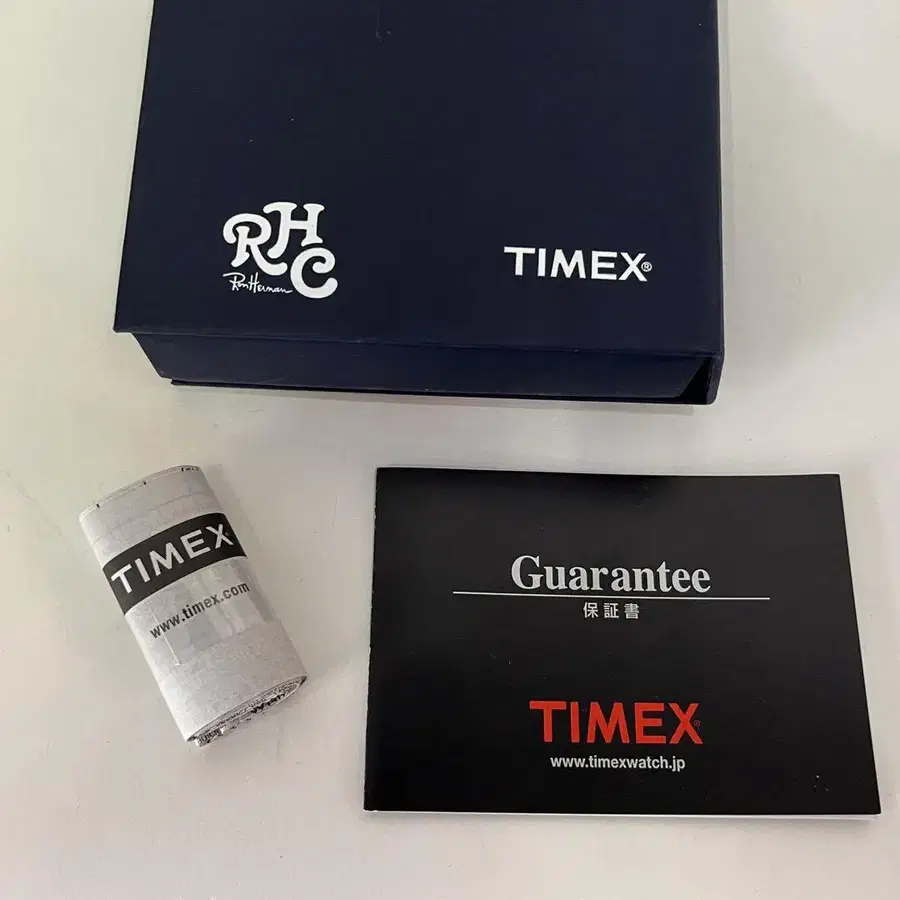 RHC
Ron Herman
TIMEX®
TIMEX
www.timex.com
Guarantee
保証書
TIMEX®
www.timexwatch.jp